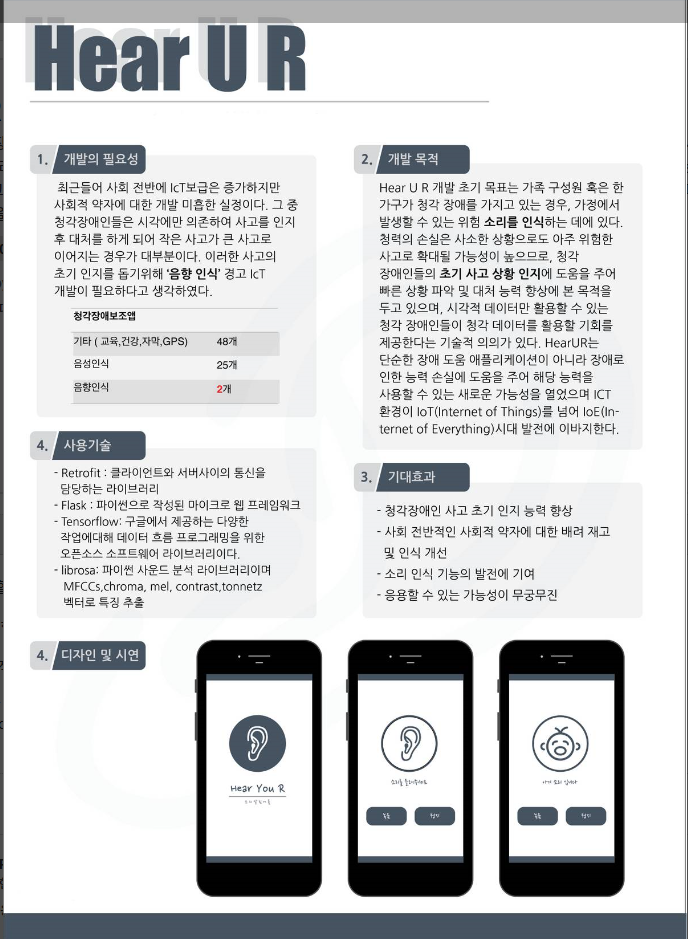 Hear U R
1. 개발의 필요성
최근들어 사회 전반에 IcT보급은 증가하지만
사회적 약자에 대한 개발 미흡한 실정이다. 그 중
청각장애인들은 시각에만 의존하여 사고를 인지
후 대처를 하게 되어 작은 사고가 큰 사고로
이어지는 경우가 대부분이다. 이러한 사고의
초기 인지를 돕기위해 '음향 인식' 경고 IcT
개발이 필요하다고 생각하였다.
청각장애보조앱
기타 ( 교육,건강,자막,GPS) 48개
음성인식 25개
음향인식 2개
2. 개발 목적
Hear U R 개발 초기 목표는 가족 구성원 혹은 한
가구가 청각 장애를 가지고 있는 경우, 가정에서
발생할 수 있는 위험 소리를 인식하는 데에 있다.
청력의 손실은 사소한 상황으로도 아주 위험한
사고로 확대될 가능성이 높으므로, 청각
장애인들의 초기 사고 상황 인지에 도움을 주어
빠른 상황 파악 및 대처 능력 향상에 본 목적을
두고 있으며, 시각적 데이터만 활용할 수 있는
청각 장애인들이 청각 데이터를 활용할 기회를
제공한다는 기술적 의의가 있다. HearUR는
단순한 장애 도움 애플리케이션이 아니라 장애로
인한 능력 손실에 도움을 주어 해당 능력을
사용할 수 있는 새로운 가능성을 열었으며 ICT
환경이 IoT(Internet of Things)를 넘어 IoE(In-
ternet of Everything)시대 발전에 이바지한다.
4. 사용기술
- Retrofit : 클라이언트와 서버사이의 통신을
담당하는 라이브러리
- Flask : 파이썬으로 작성된 마이크로 웹 프레임워크
- Tensorflow: 구글에서 제공하는 다양한
작업에대해 데이터 흐름 프로그래밍을 위한
오픈소스 소프트웨어 라이브러리이다.
- librosa: 파이썬 사운드 분석 라이브러리이며
MFCCs,chroma, mel, contrast,tonnetz
벡터로 특징 추출
3. 기대효과
- 청각장애인 사고 초기 인지 능력 향상
- 사회 전반적인 사회적 약자에 대한 배려 재고
및 인식 개선
- 소리 인식 기능의 발전에 기여
- 응용할 수 있는 가능성이 무궁무진
4. 디자인 및 시연
Hear You R